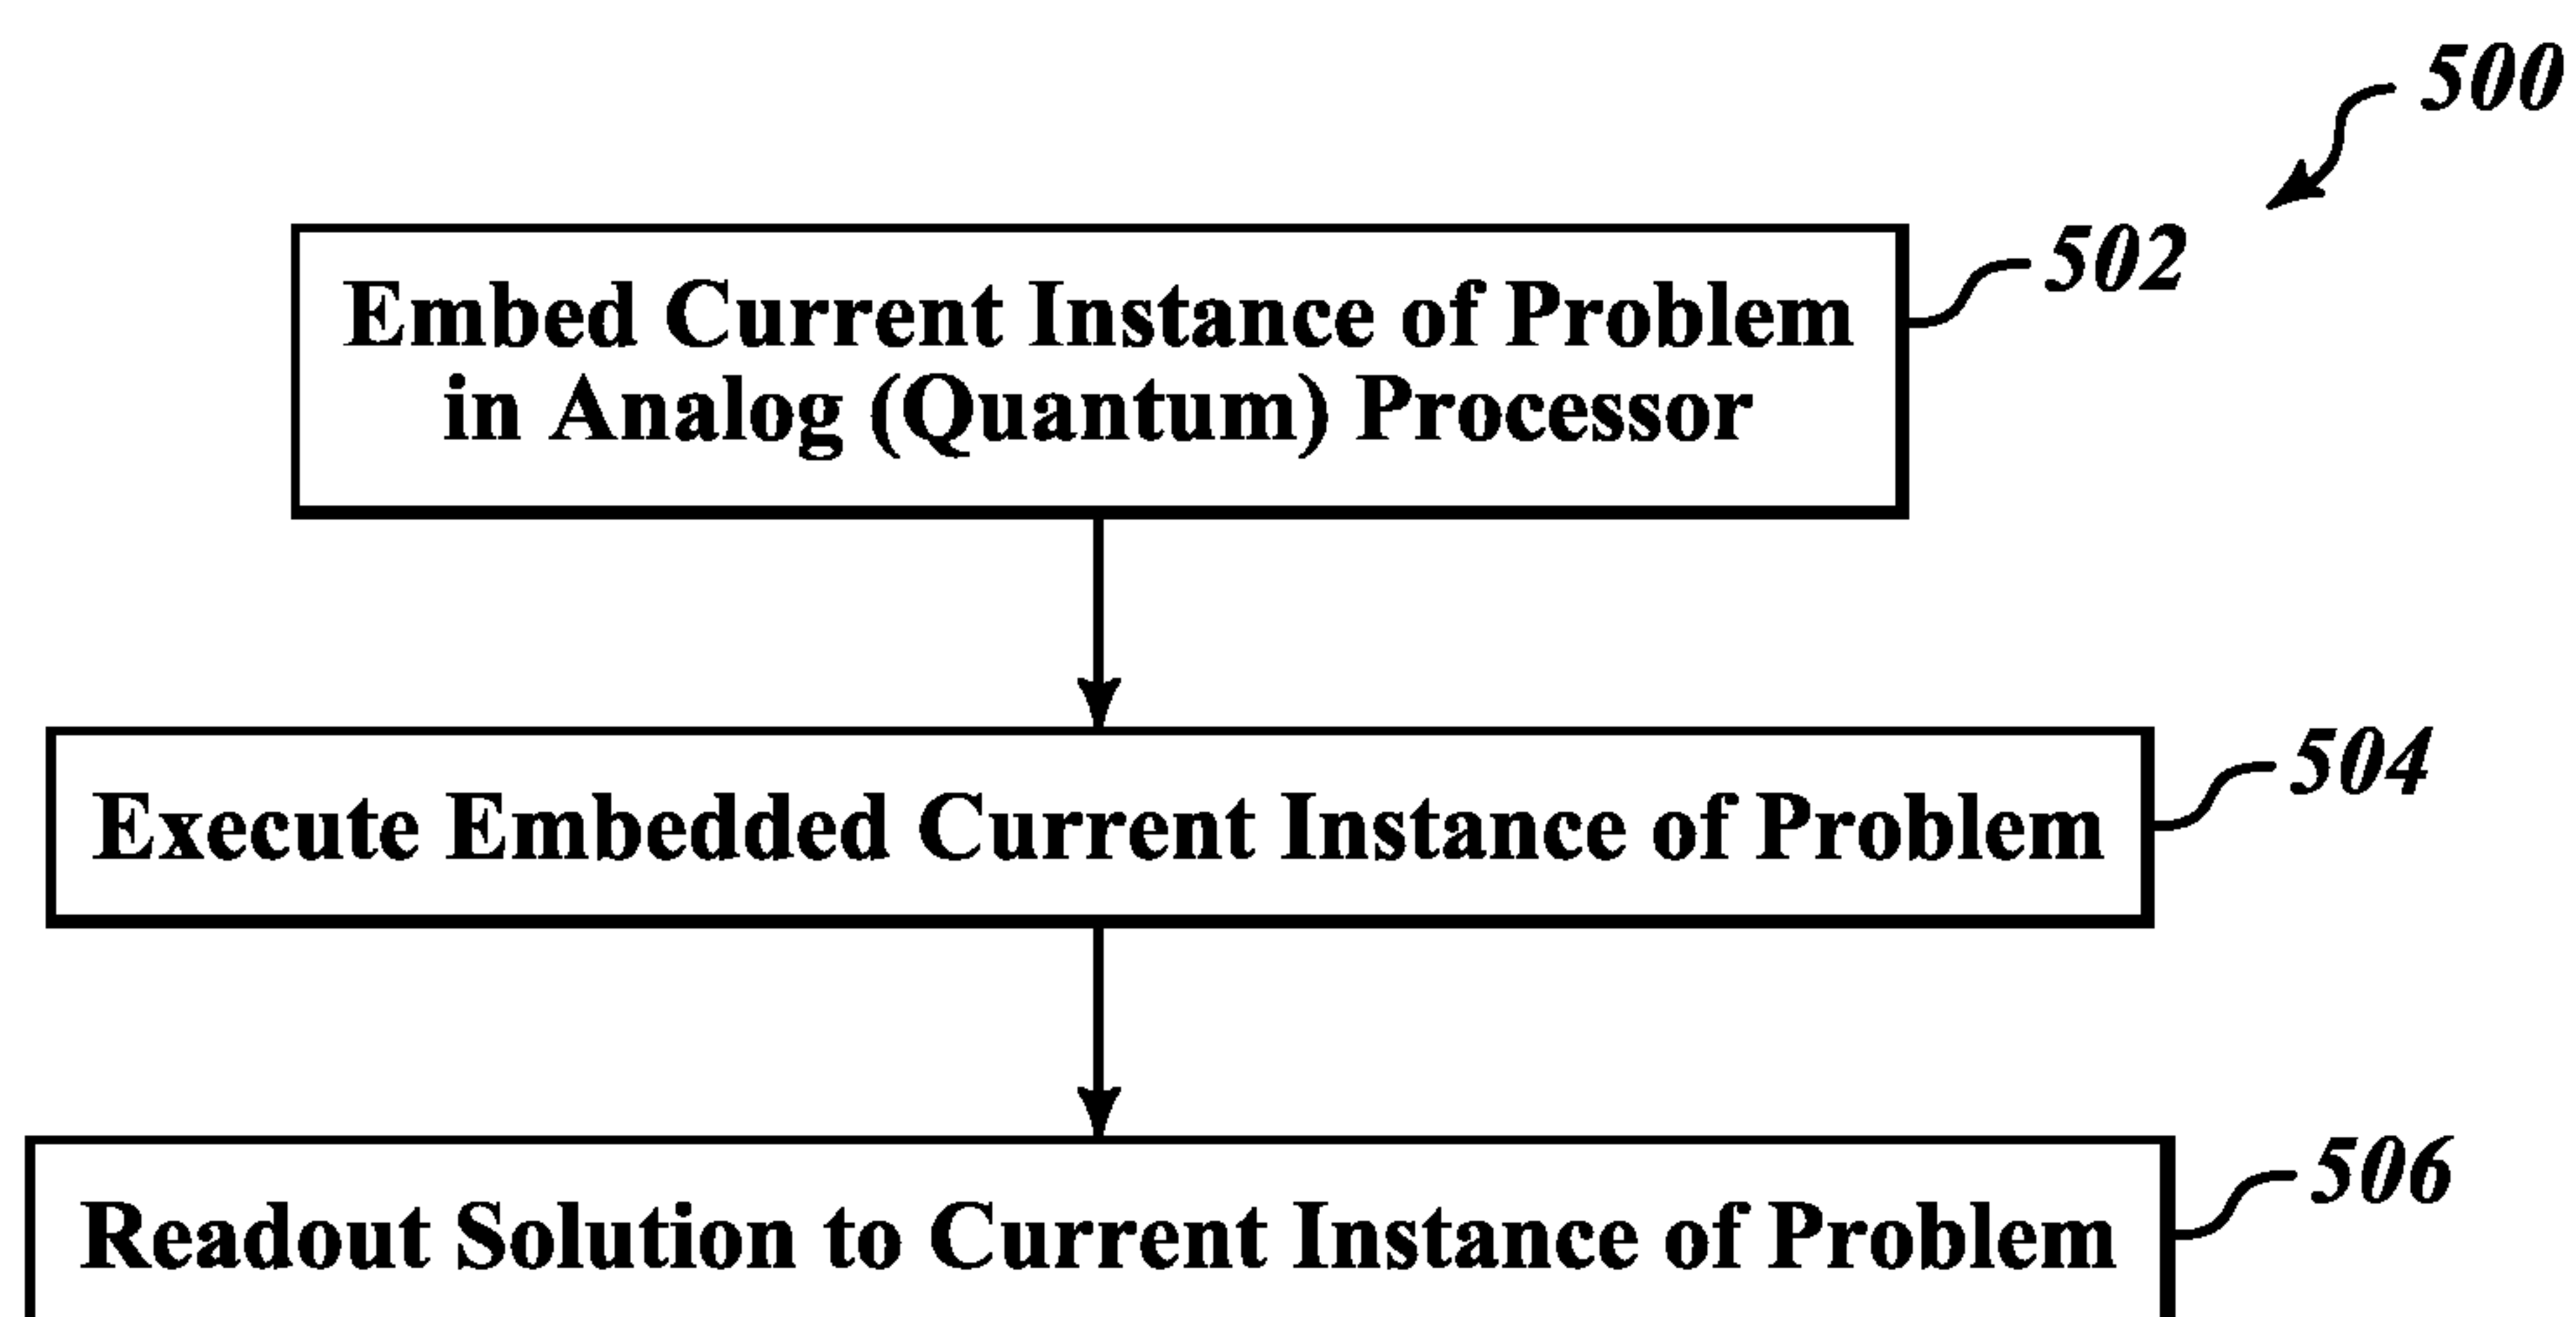 500
502
Embed Current Instance of Problem
in Analog (Quantum) Processor
504
Execute Embedded Current Instance of Problem
506
Readout Solution to Current Instance of Problem